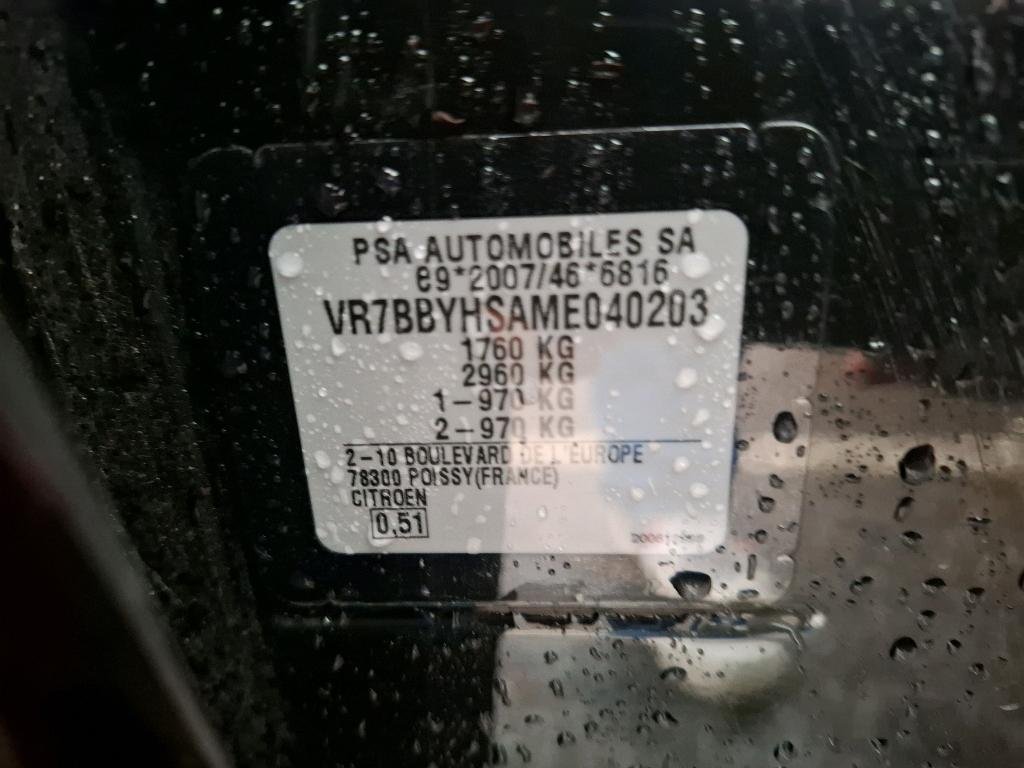 PSA AUTOMOBILES SA
e9*2007/46*6816
VR7BBYHSAME040203
1760 KG
2960 KG
1-970 KG
2-970 KG
2-10 BOULEVARD DE L'EUROPE
78300 POISSY(FRANCE)
CITROEN
0,51